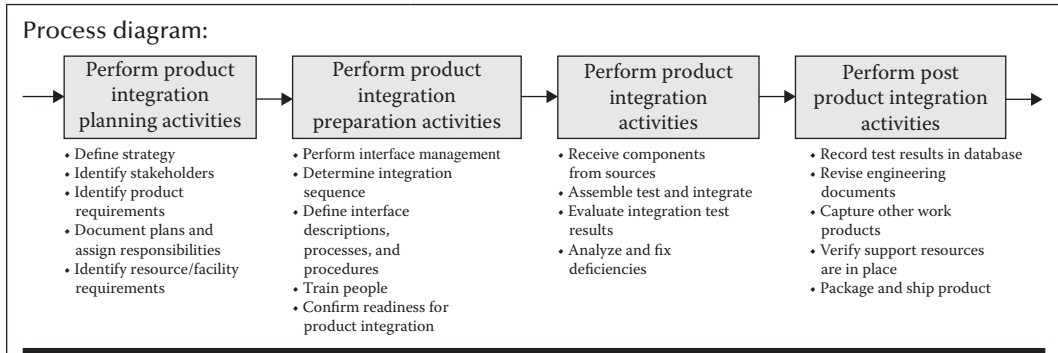 Process diagram:
Perform product
integration
planning activities
• Define strategy
• Identify stakeholders
• Identify product
requirements
• Document plans and
assign responsibilities
• Identify resource/facility
requirements
Perform product
integration
preparation activities
• Perform interface management
• Determine integration
sequence
• Define interface
descriptions,
processes, and
procedures
• Train people
• Confirm readiness for
product integration
Perform product
integration
activities
• Receive components
from sources
• Assemble test and integrate
• Evaluate integration test
results
• Analyze and fix
deficiencies
Perform post
product integration
activities
• Record test results in database
• Revise engineering
documents
• Capture other work
products
• Verify support resources
are in place
• Package and ship product